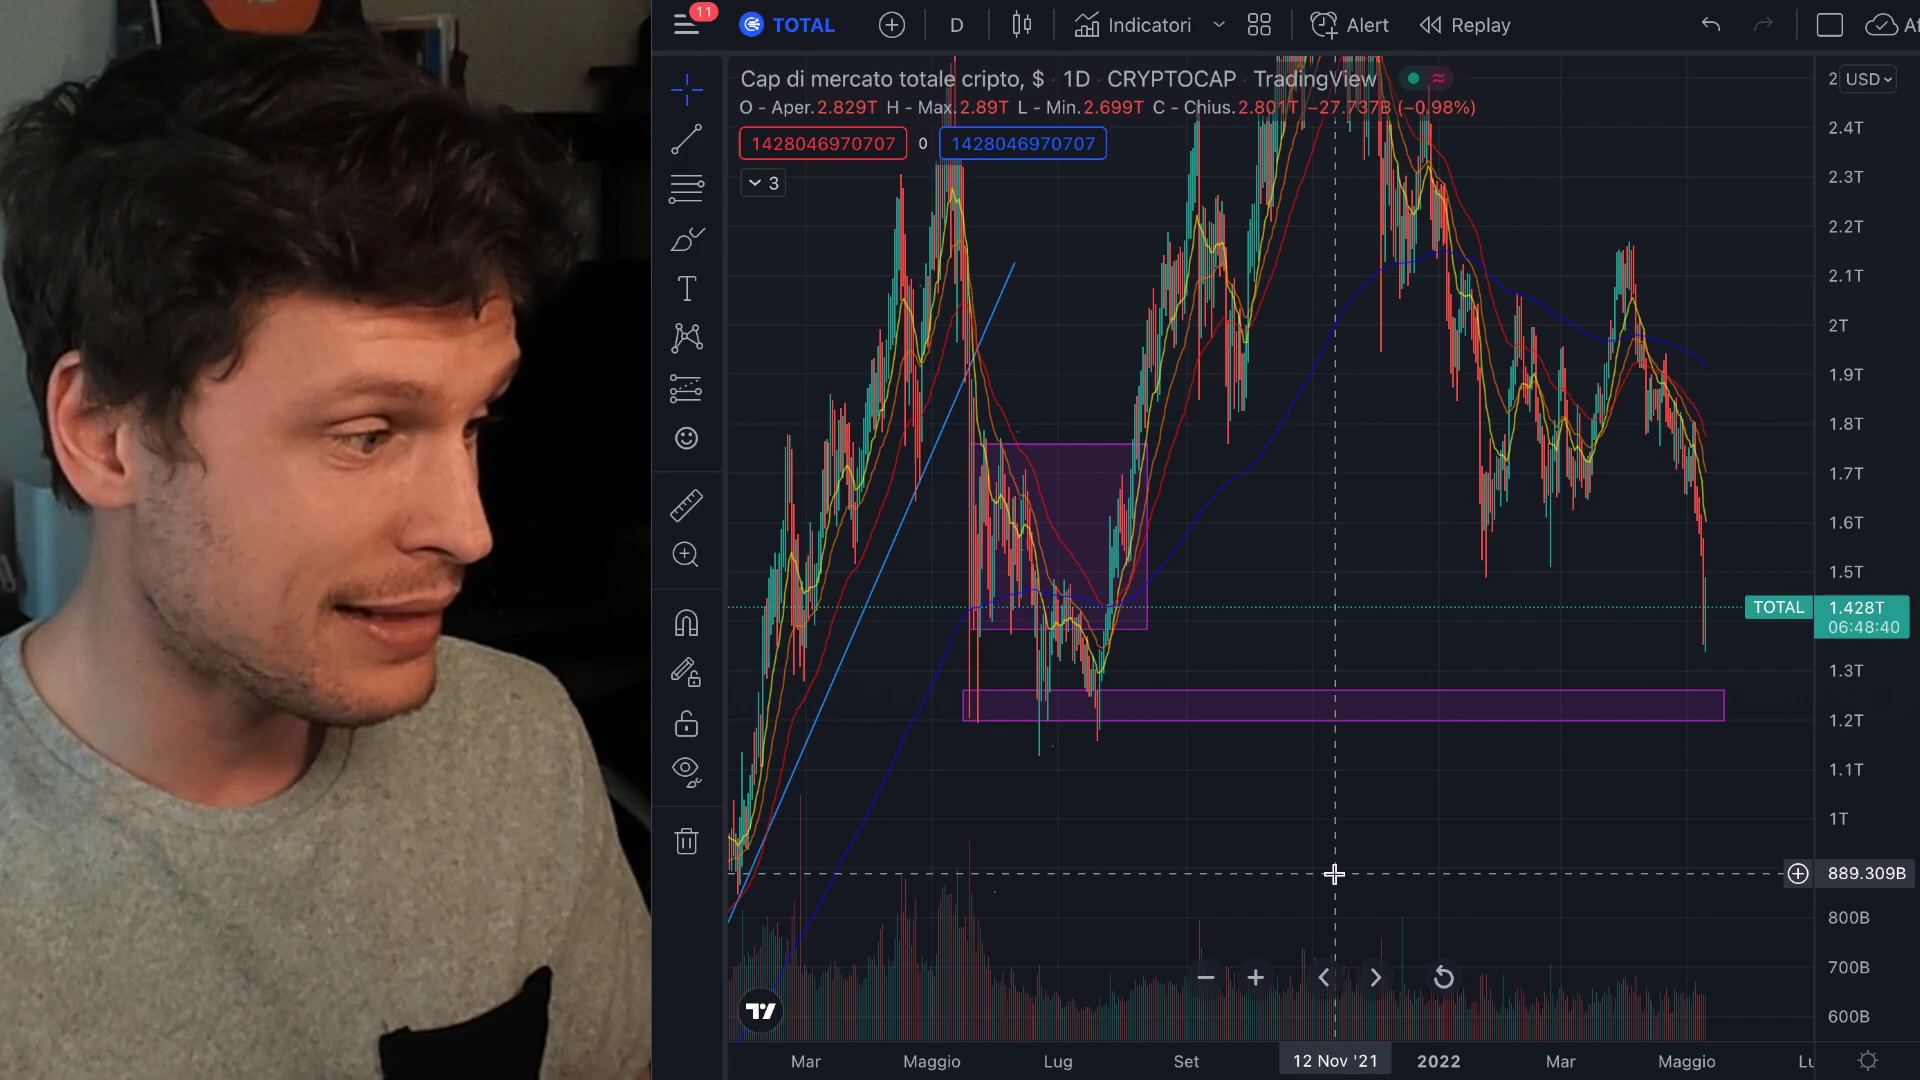 11
TOTAL D Indicatori Alert Replay
Cap di mercato totale cripto, $ · 1D · CRYPTOCAP · TradingView
O - Aper.2.829T H - Max.2.89T L - Min.2.699T C - Chius.2.801T −27.737B (−0.98%)
1428046970707 0 1428046970707
3
USD
2.4T
2.3T
2.2T
2.1T
2T
1.9T
1.8T
1.7T
1.6T
1.5T
TOTAL 1.428T
06:48:40
1.3T
1.2T
1.1T
1T
889.309B
800B
700B
600B
Mar Maggio Lug Set 12 Nov '21 2022 Mar Maggio